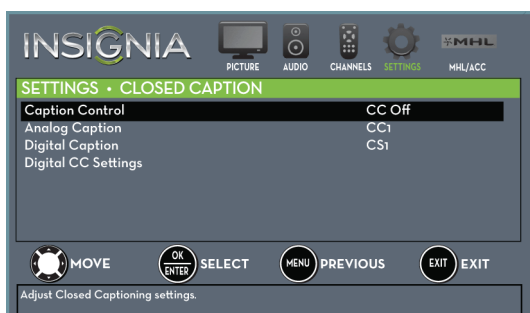 INSIGNIA
PICTURE AUDIO CHANNELS SETTINGS MHL MHL/ACC
SETTINGS • CLOSED CAPTION
Caption Control CC Off
Analog Caption CC1
Digital Caption CS1
Digital CC Settings
MOVE OK ENTER SELECT MENU PREVIOUS EXIT EXIT
Adjust Closed Captioning settings.